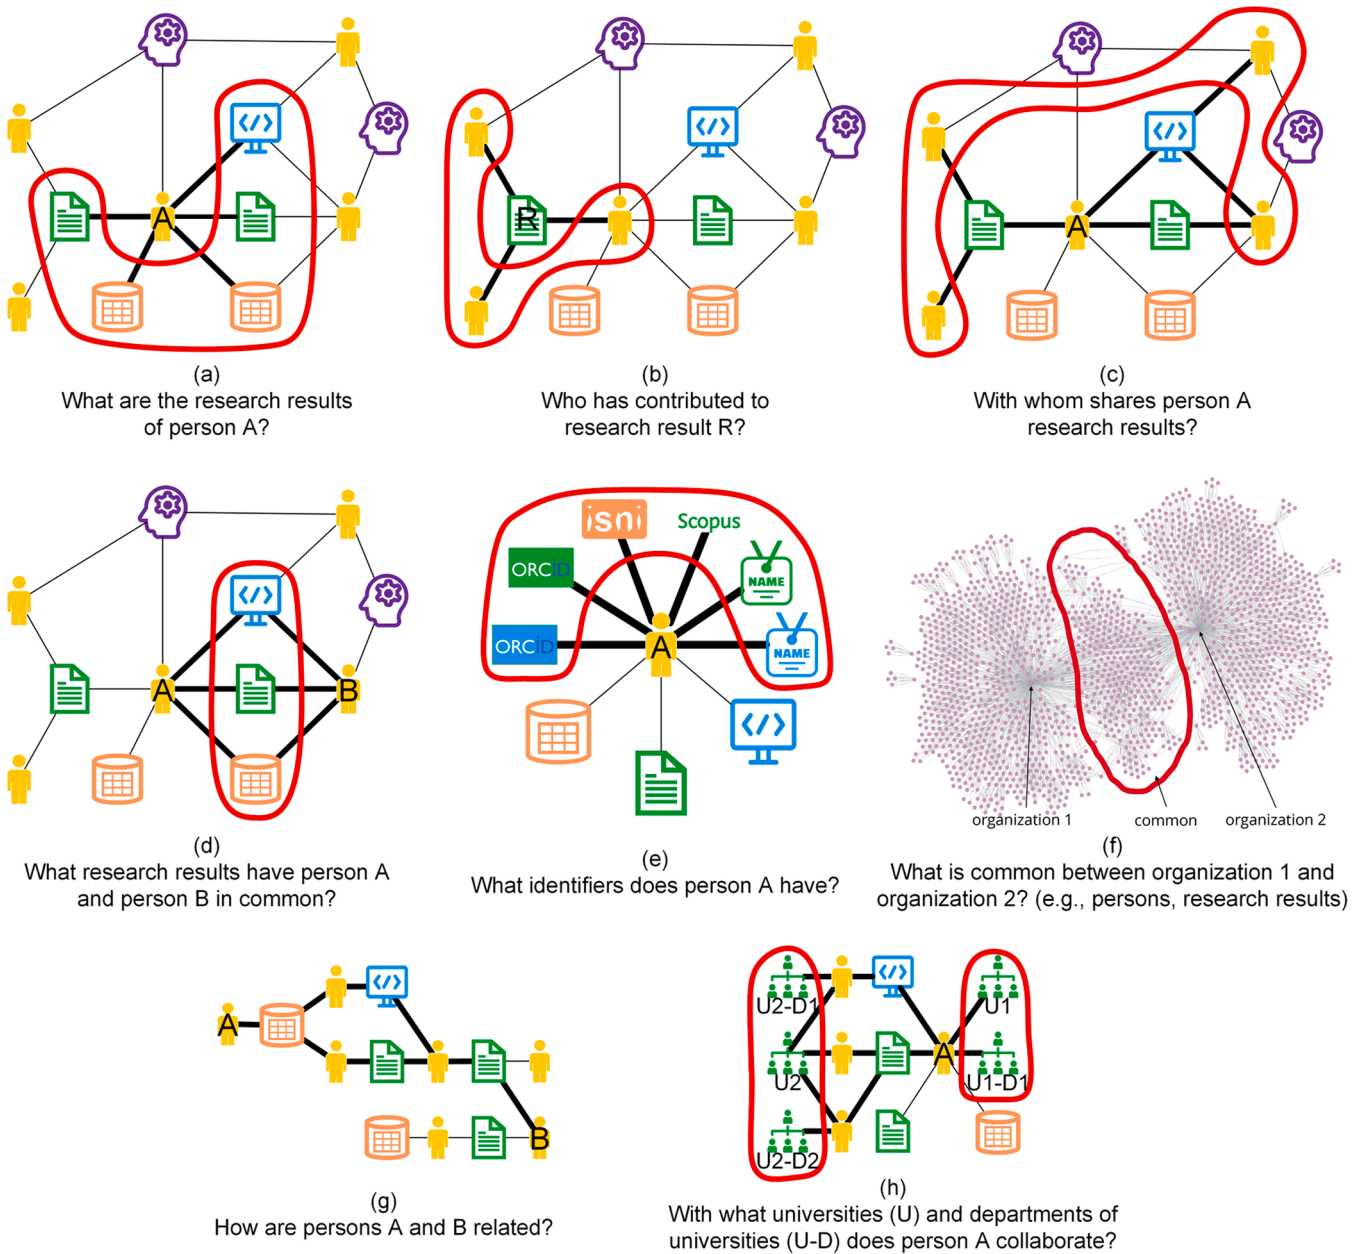 A
(a)
What are the research results
of person A?
R
(b)
Who has contributed to
research result R?
A
(c)
With whom shares person A
research results?
A
B
(d)
What research results have person A
and person B in common?
isni
Scopus
ORCiD
NAME
ORCiD
A
NAME
(e)
What identifiers does person A have?
organization 1
common
organization 2
(f)
What is common between organization 1 and
organization 2? (e.g., persons, research results)
A
B
(g)
How are persons A and B related?
U2-D1
U1
A
U2
U1-D1
U2-D2
(h)
With what universities (U) and departments of
universities (U-D) does person A collaborate?